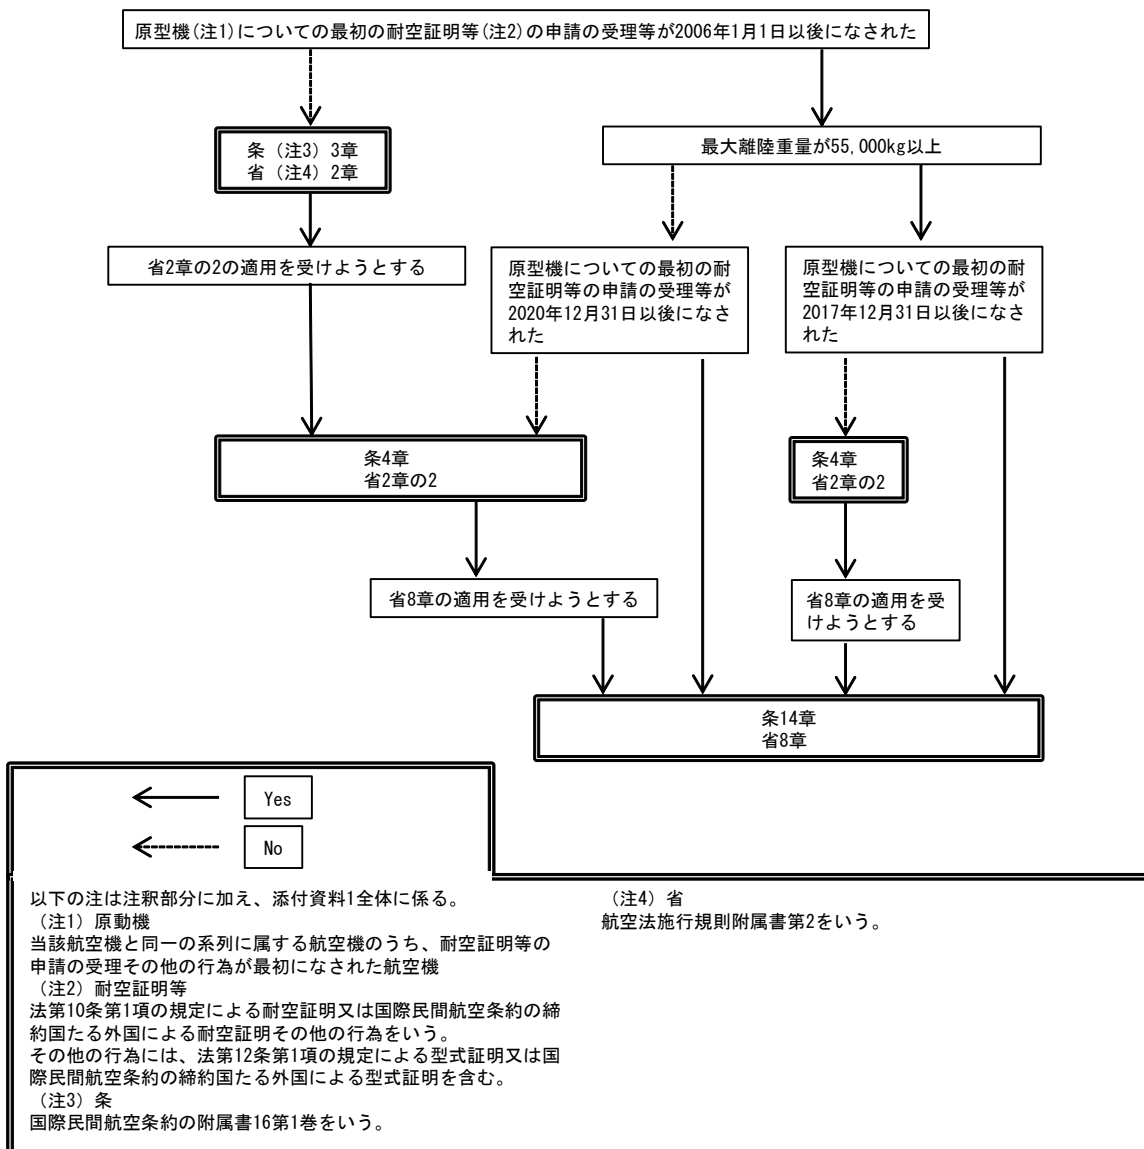 原型機(注1)についての最初の耐空証明等(注2)の申請の受理等が2006年1月1日以後になされた
条（注3）3章
省（注4）2章
最大離陸重量が55,000kg以上
省2章の2の適用を受けようとする
原型機についての最初の耐
空証明等の申請の受理等が
2020年12月31日以後になさ
れた
原型機についての最初の耐
空証明等の申請の受理等が
2017年12月31日以後になさ
れた
条4章
省2章の2
条4章
省2章の2
省8章の適用を受けようとする
省8章の適用を受
けようとする
条14章
省8章
Yes
No
以下の注は注釈部分に加え、添付資料1全体に係る。
（注1）原動機
当該航空機と同一の系列に属する航空機のうち、耐空証明等の
申請の受理その他の行為が最初になされた航空機
（注2）耐空証明等
法第10条第1項の規定による耐空証明又は国際民間航空条約の締
約国たる外国による耐空証明その他の行為をいう。
その他の行為には、法第12条第1項の規定による型式証明又は国
際民間航空条約の締約国たる外国による型式証明を含む。
（注3）条
国際民間航空条約の附属書16第1巻をいう。
（注4）省
航空法施行規則附属書第2をいう。